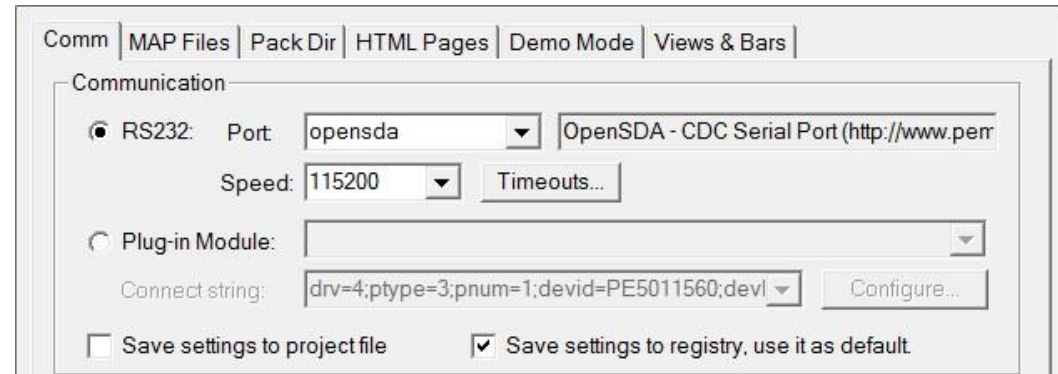 Comm MAP Files Pack Dir HTML Pages Demo Mode Views & Bars
Communication
RS232: Port: opensda OpenSDA - CDC Serial Port (http://www.pem
Speed: 115200 Timeouts...
Plug-in Module:
Connect string: drv=4;ptype=3;pnum=1;devid=PE5011560;devI Configure...
Save settings to project file Save settings to registry, use it as default.